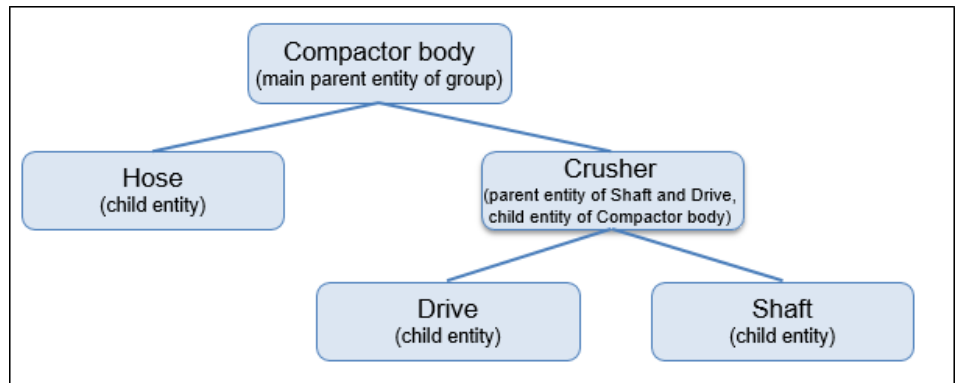 Compactor body
(main parent entity of group)
Hose
(child entity)
Crusher
(parent entity of Shaft and Drive,
child entity of Compactor body)
Drive
(child entity)
Shaft
(child entity)